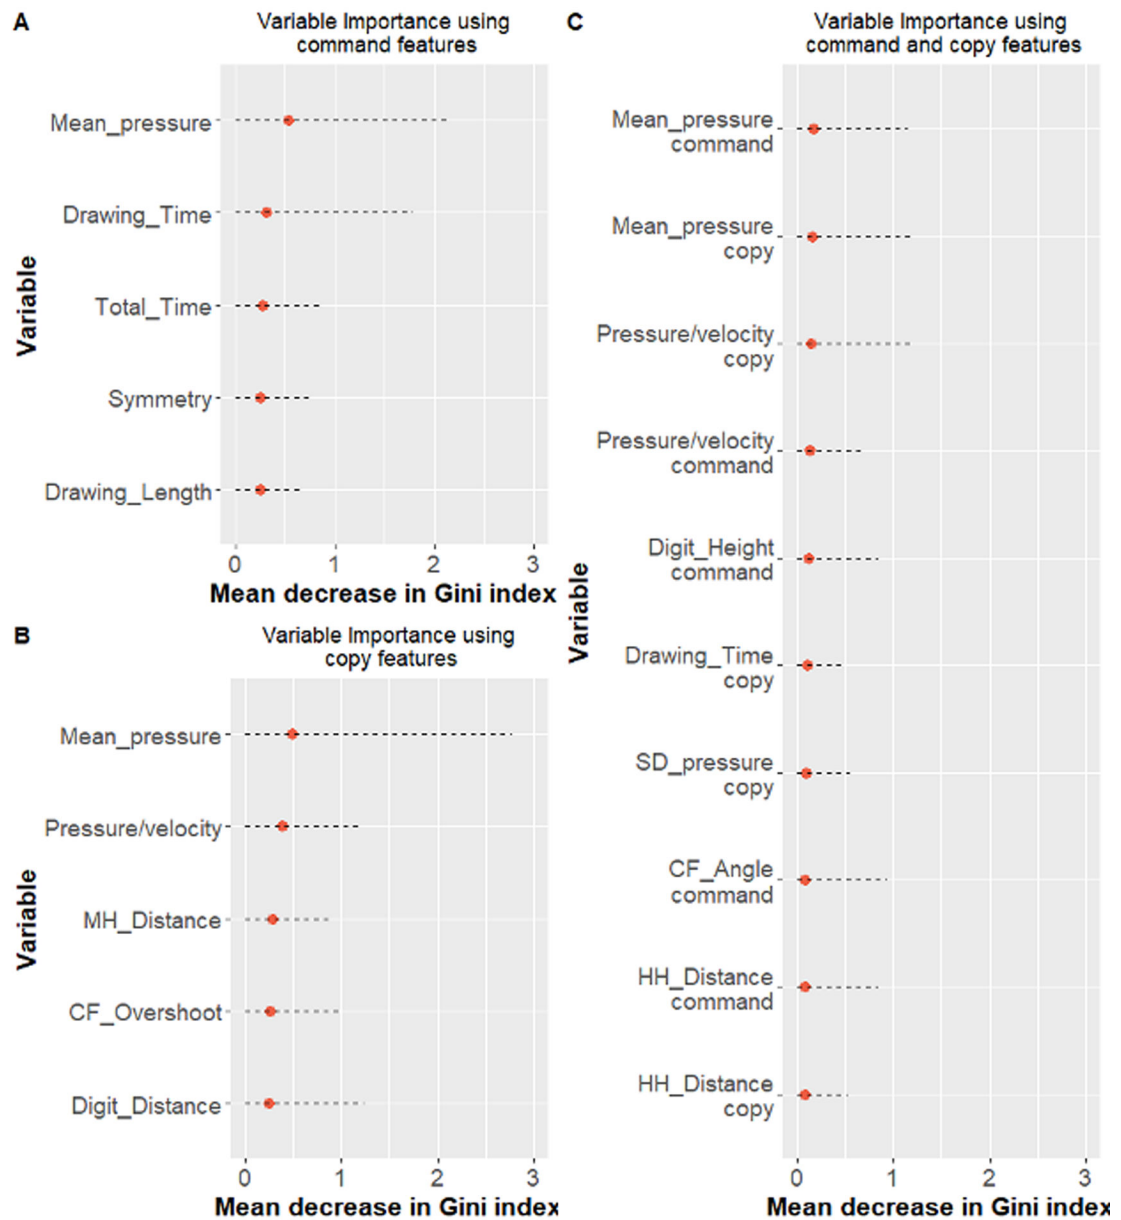 A
Variable Importance using
command features
Variable
Mean_pressure
Drawing_Time
Total_Time
Symmetry
Drawing_Length
0 1 2 3
Mean decrease in Gini index
B
Variable Importance using
copy features
Variable
Mean_pressure
Pressure/velocity
MH_Distance
CF_Overshoot
Digit_Distance
0 1 2 3
Mean decrease in Gini index
C
Variable Importance using
command and copy features
Variable
Mean_pressure
command
Mean_pressure
copy
Pressure/velocity
copy
Pressure/velocity
command
Digit_Height
command
Drawing_Time
copy
SD_pressure
copy
CF_Angle
command
HH_Distance
command
HH_Distance
copy
0 1 2 3
Mean decrease in Gini index